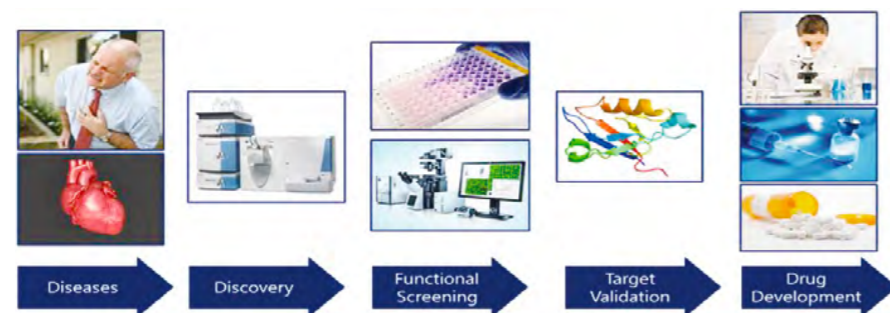 Diseases
Discovery
Functional
Screening
Target
Validation
Drug
Development